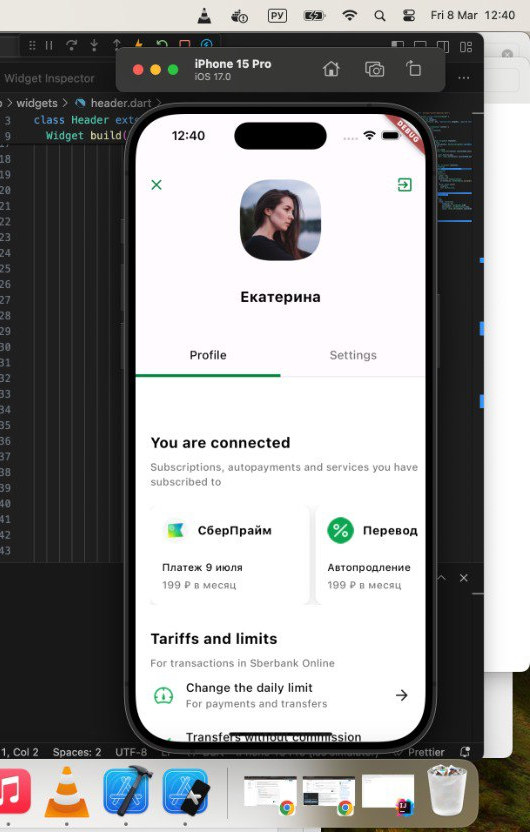 РУ
Fri 8 Mar 12:40
iPhone 15 Pro
iOS 17.0
Widget Inspector
widgets > header.dart >
3 class Header exte
9 Widget build(
17
18
19
20
21
22
23
24
25
26
27
28
29
30
31
32
33
34
35
36
37
38
39
40
41
42
43
12:40
DEBUG
Екатерина
Profile
Settings
You are connected
Subscriptions, autopayments and services you have
subscribed to
СберПрайм
Платеж 9 июля
199 ₽ в месяц
Перевод
Автопродление
199 ₽ в месяц
Tariffs and limits
For transactions in Sberbank Online
Change the daily limit
For payments and transfers
Transfers without commission
1, Col 2 Spaces: 2 UTF-8 Prettier